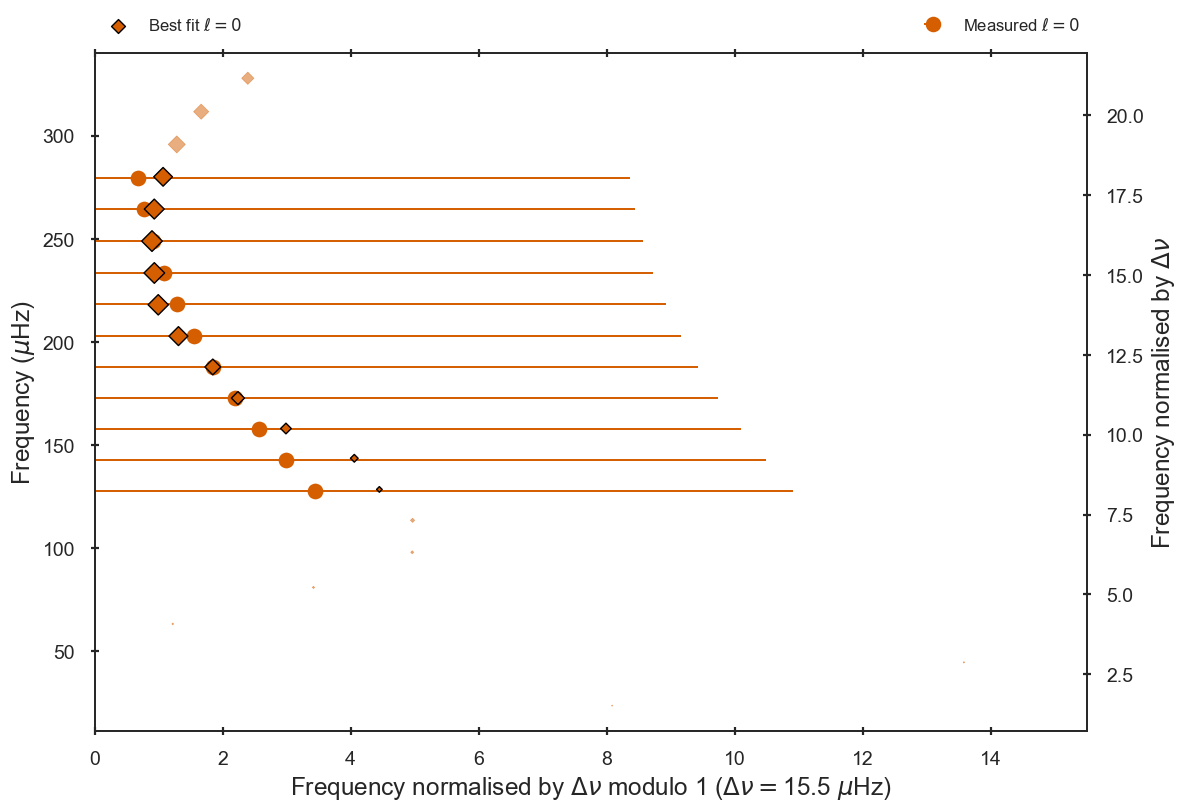 Best fit ℓ = 0
Measured ℓ = 0
Frequency (μHz)
300
250
200
150
100
50
20.0
17.5
15.0
12.5
10.0
7.5
5.0
2.5
Frequency normalised by Δν
0 2 4 6 8 10 12 14
Frequency normalised by Δν modulo 1 (Δν = 15.5 μHz)